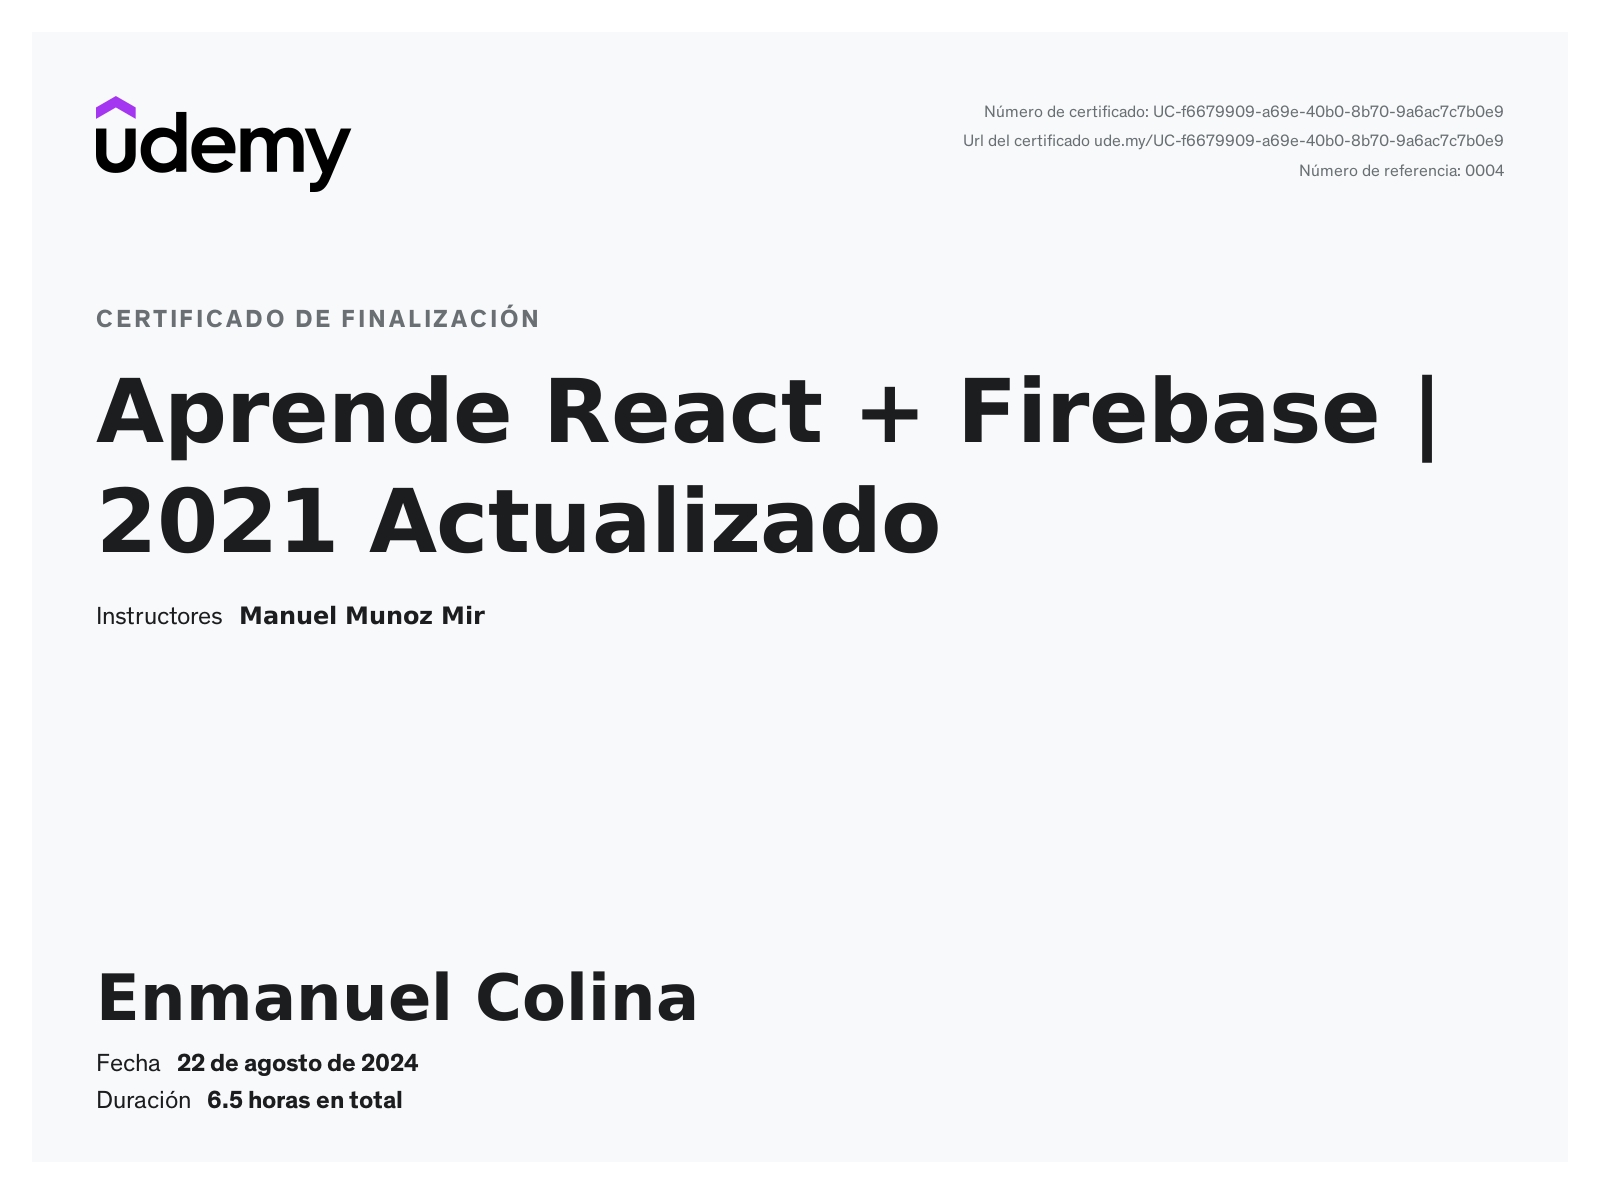 udemy
Número de certificado: UC-f6679909-a69e-40b0-8b70-9a6ac7c7b0e9
Url del certificado ude.my/UC-f6679909-a69e-40b0-8b70-9a6ac7c7b0e9
Número de referencia: 0004
CERTIFICADO DE FINALIZACIÓN
Aprende React + Firebase |
2021 Actualizado
Instructores Manuel Munoz Mir
Enmanuel Colina
Fecha 22 de agosto de 2024
Duración 6.5 horas en total